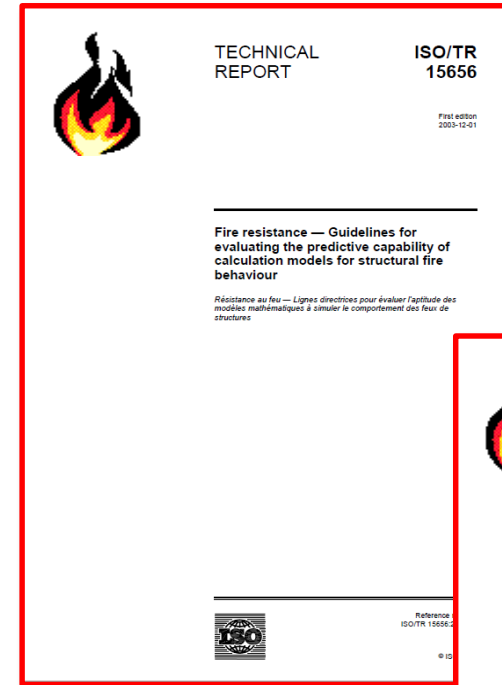 TECHNICAL
REPORT
ISO/TR
15656
First edition
2003-12-01
Fire resistance — Guidelines for
evaluating the predictive capability of
calculation models for structural fire
behaviour
Résistance au feu — Lignes directrices pour évaluer l'aptitude des
modèles mathématiques à simuler le comportement des feux de
structures
ISO
Reference
ISO/TR 15656:2
© IS